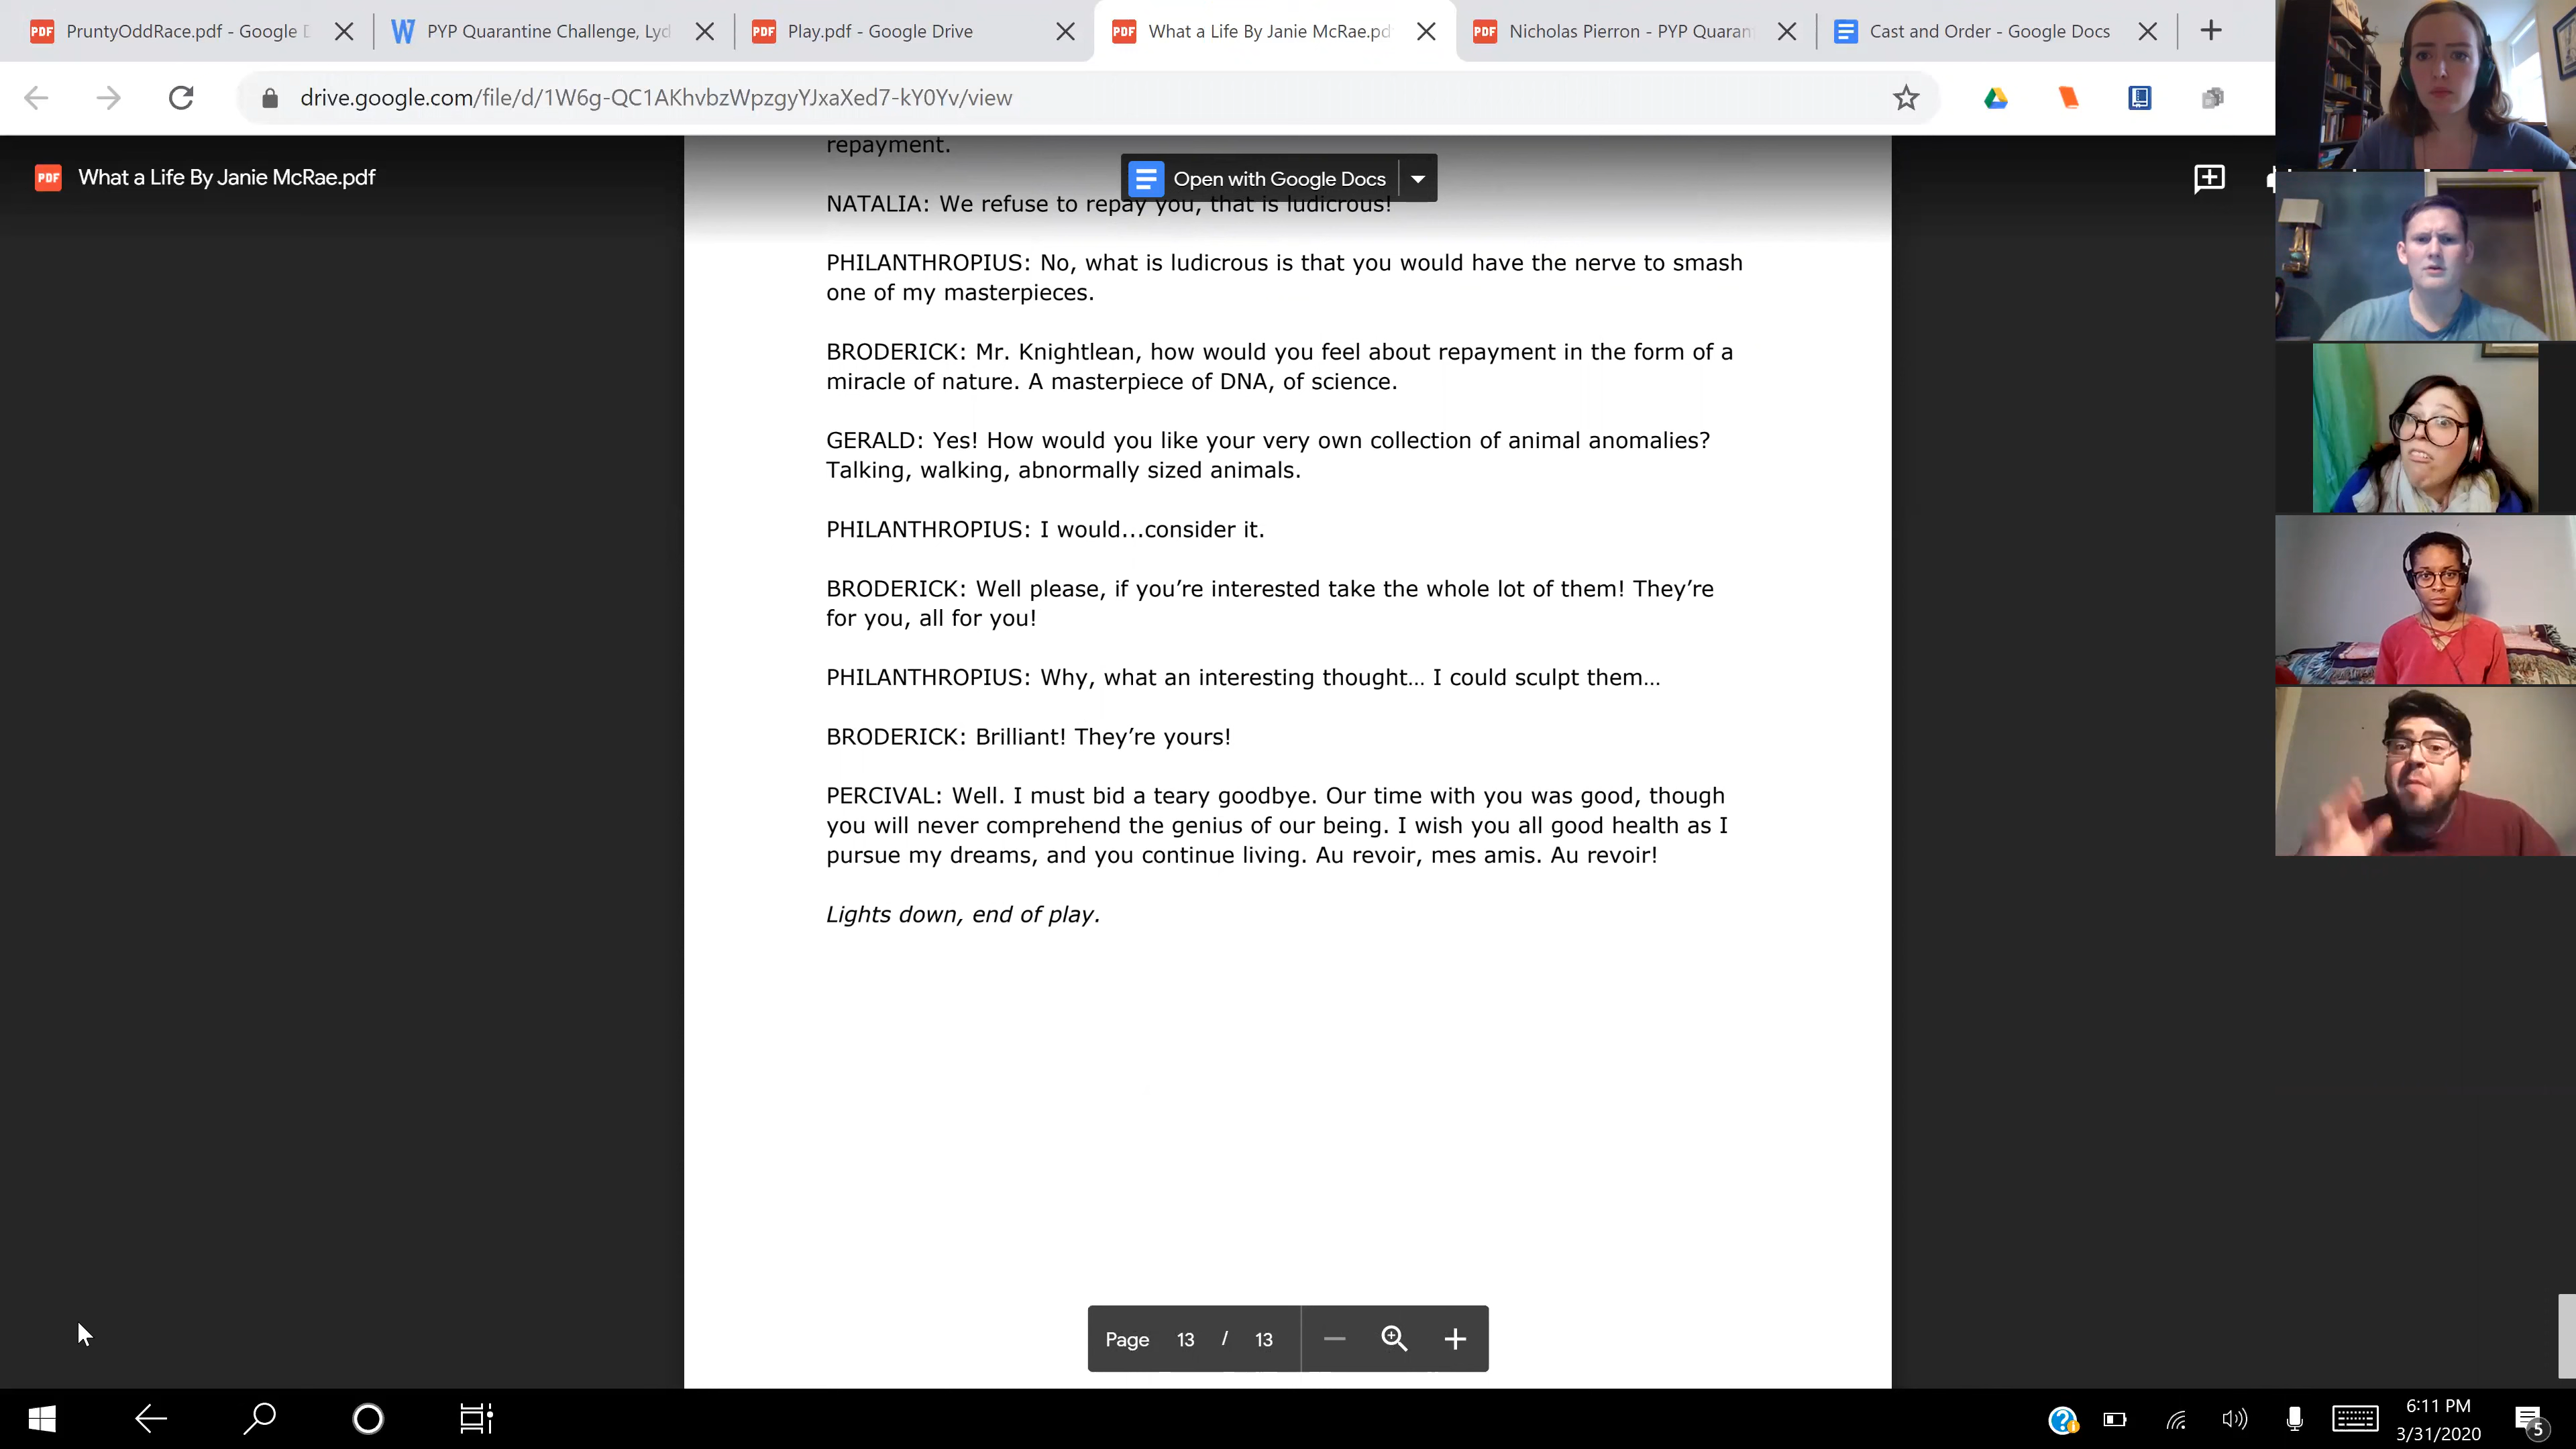 PDF PruntyOddRace.pdf - Google D
PYP Quarantine Challenge, Lyd
PDF Play.pdf - Google Drive
PDF What a Life By Janie McRae.pd
PDF Nicholas Pierron - PYP Quaran
Cast and Order - Google Docs
drive.google.com/file/d/1W6g-QC1AKhvbzWpzgyYJxaXed7-kY0Yv/view
PDF What a Life By Janie McRae.pdf
Open with Google Docs
repayment.
NATALIA: We refuse to repay you, that is ludicrous!
PHILANTHROPIUS: No, what is ludicrous is that you would have the nerve to smash
one of my masterpieces.
BRODERICK: Mr. Knightlean, how would you feel about repayment in the form of a
miracle of nature. A masterpiece of DNA, of science.
GERALD: Yes! How would you like your very own collection of animal anomalies?
Talking, walking, abnormally sized animals.
PHILANTHROPIUS: I would...consider it.
BRODERICK: Well please, if you’re interested take the whole lot of them! They’re
for you, all for you!
PHILANTHROPIUS: Why, what an interesting thought… I could sculpt them…
BRODERICK: Brilliant! They’re yours!
PERCIVAL: Well. I must bid a teary goodbye. Our time with you was good, though
you will never comprehend the genius of our being. I wish you all good health as I
pursue my dreams, and you continue living. Au revoir, mes amis. Au revoir!
Lights down, end of play.
Page 13 / 13
6:11 PM
3/31/2020
5